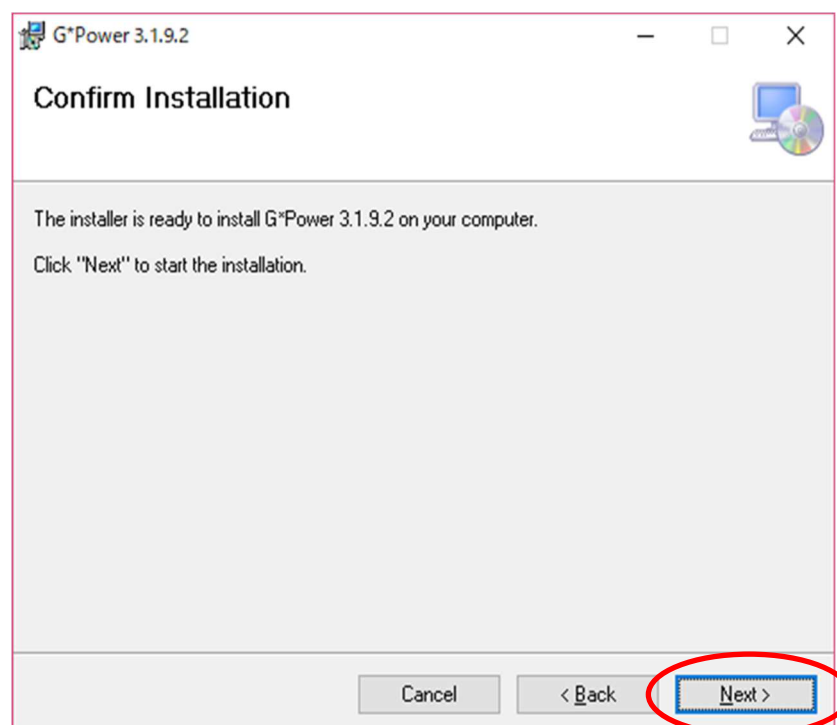 G*Power 3.1.9.2
Confirm Installation
The installer is ready to install G*Power 3.1.9.2 on your computer.
Click "Next" to start the installation.
Cancel
< Back
Next >